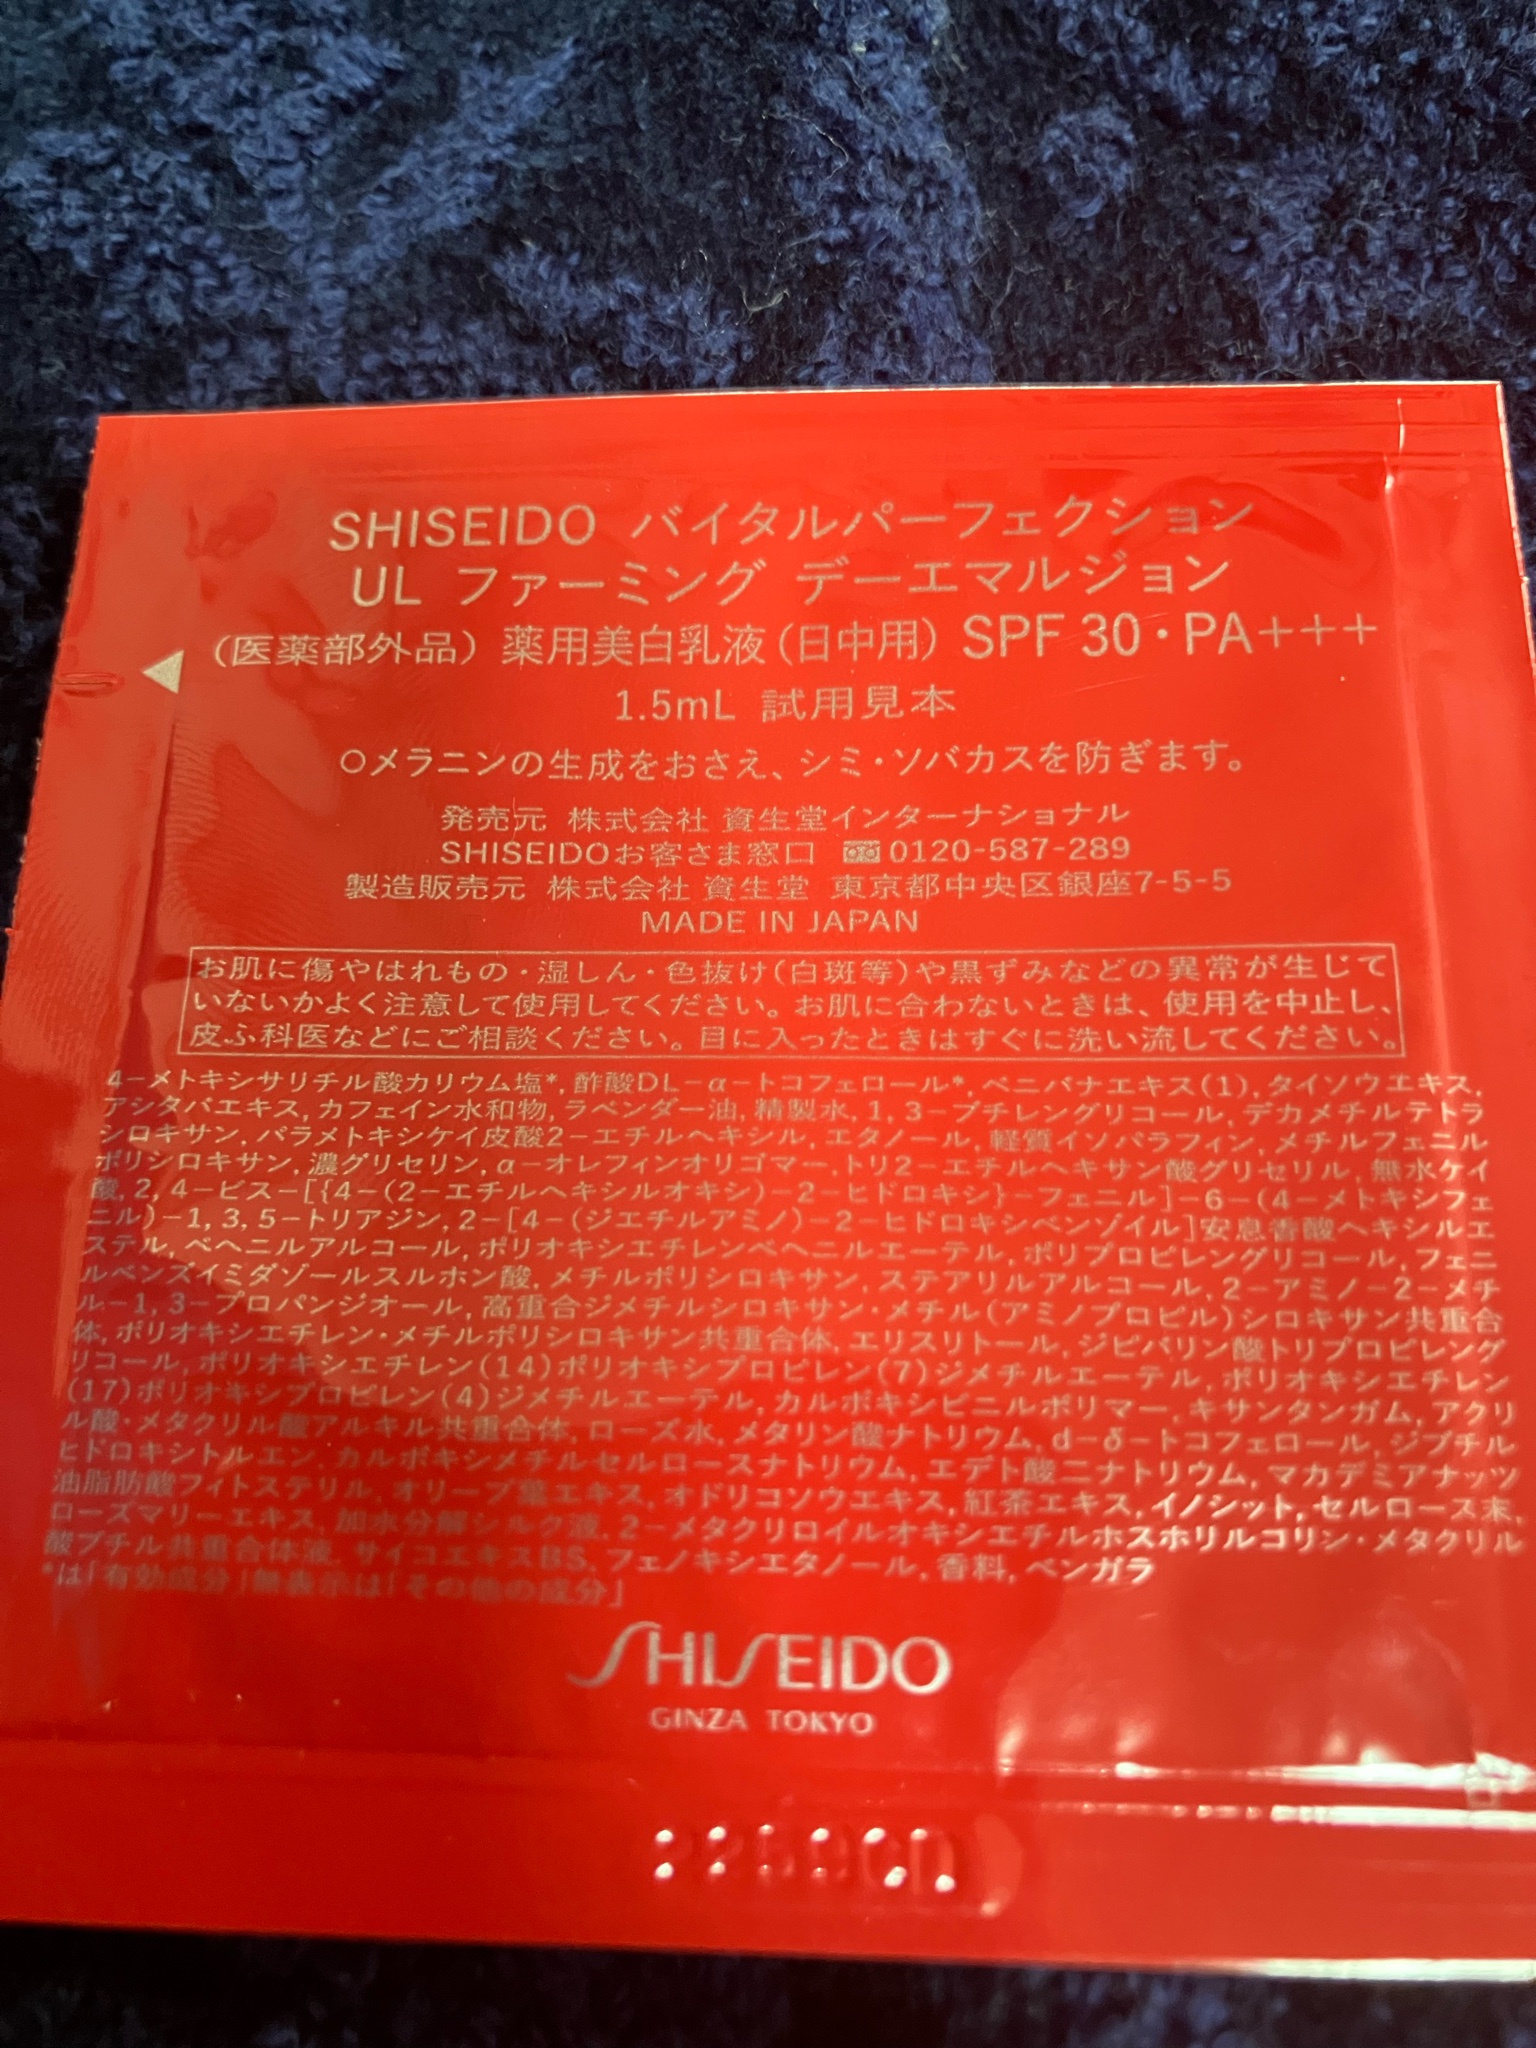 SHISEIDO バイタルパーフェクション
UL ファーミング デーエマルジョン
(医薬部外品) 薬用美白乳液(日中用) SPF 30・PA+++
1.5mL 試用見本
○メラニンの生成をおさえ、シミ・ソバカスを防ぎます。
発売元 株式会社 資生堂インターナショナル
SHISEIDOお客さま窓口 0120-587-289
製造販売元 株式会社 資生堂 東京都中央区銀座7-5-5
MADE IN JAPAN
お肌に傷やはれもの・湿しん・色抜け(白斑等)や黒ずみなどの異常が生じて
いないかよく注意して使用してください。お肌に合わないときは、使用を中止し、
皮ふ科医などにご相談ください。目に入ったときはすぐに洗い流してください。
4-メトキシサリチル酸カリウム塩*, 酢酸DL-α-トコフェロール*, ベニバナエキス(1), タイソウエキス,
アシタバエキス, カフェイン水和物, ラベンダー油, 精製水, 1, 3-ブチレングリコール, デカメチルテトラ
シロキサン, パラメトキシケイ皮酸2-エチルヘキシル, エタノール, 軽質イソパラフィン, メチルフェニル
ポリシロキサン, 濃グリセリン, α-オレフィンオリゴマー, トリ2-エチルヘキサン酸グリセリル, 無水ケイ
酸, 2, 4-ビス-[{4-(2-エチルヘキシルオキシ)-2-ヒドロキシ}-フェニル]-6-(4-メトキシフェ
ニル)-1, 3, 5-トリアジン, 2-[4-(ジエチルアミノ)-2-ヒドロキシベンゾイル]安息香酸ヘキシルエ
ステル, ベヘニルアルコール, ポリオキシエチレンベヘニルエーテル, ポリプロピレングリコール, フェニ
ルベンズイミダゾールスルホン酸, メチルポリシロキサン, ステアリルアルコール, 2-アミノ-2-メチ
ル-1, 3-プロパンジオール, 高重合ジメチルシロキサン・メチル(アミノプロピル)シロキサン共重合
体, ポリオキシエチレン・メチルポリシロキサン共重合体, エリスリトール, ジピバリン酸トリプロピレング
リコール, ポリオキシエチレン(14)ポリオキシプロピレン(7)ジメチルエーテル, ポリオキシエチレン
(17)ポリオキシプロピレン(4)ジメチルエーテル, カルボキシビニルポリマー, キサンタンガム, アクリ
ル酸・メタクリル酸アルキル共重合体, ローズ水, メタリン酸ナトリウム, d-δ-トコフェロール, ジブチル
ヒドロキシトルエン, カルボキシメチルセルロースナトリウム, エデト酸二ナトリウム, マカデミアナッツ
油脂肪酸フィトステリル, オリーブ葉エキス, オドリコソウエキス, 紅茶エキス, イノシット, セルロース末,
ローズマリーエキス, 加水分解シルク液, 2-メタクリロイルオキシエチルホスホリルコリン・メタクリル
酸ブチル共重合体液, サイコエキスBS, フェノキシエタノール, 香料, ベンガラ
*は「有効成分」無表示は「その他の成分」
SHISEIDO
GINZA TOKYO